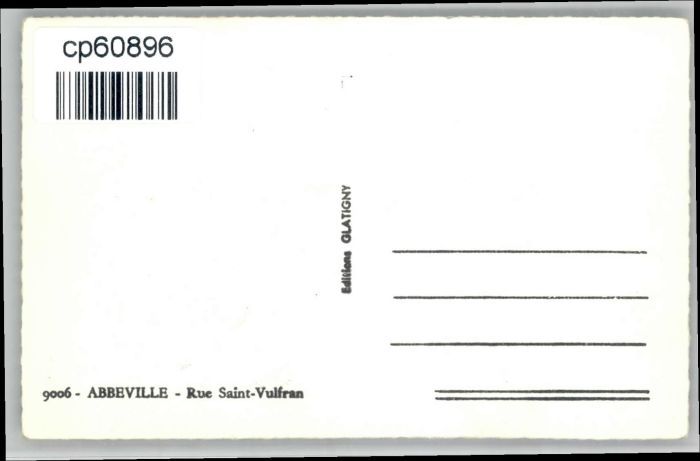 cp60896
Editions GLATIGNY
9006 - ABBEVILLE - Rue Saint-Vulfran